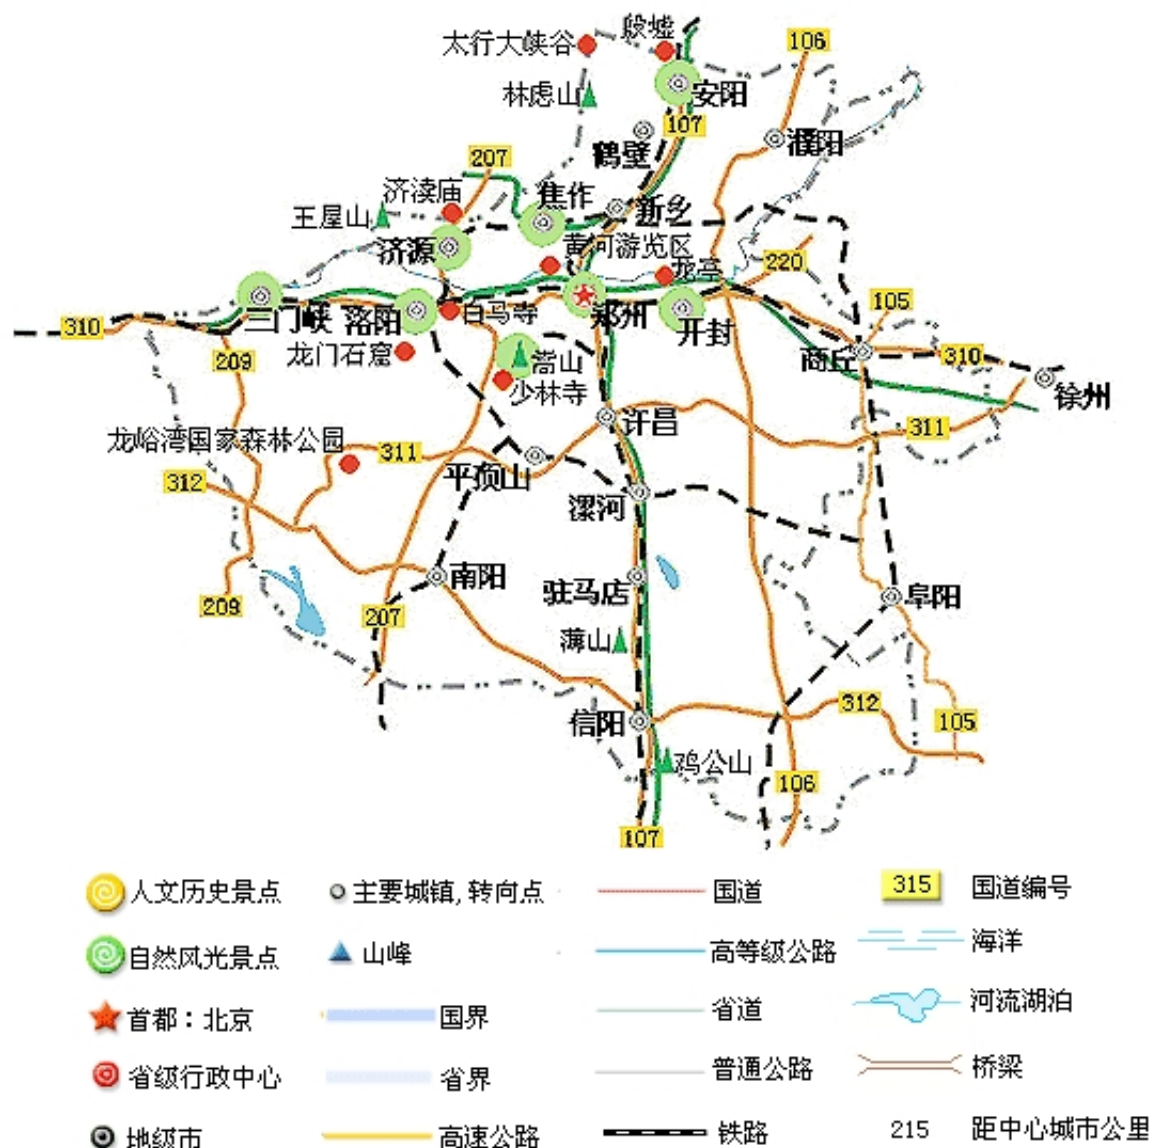 殷墟
太行大峡谷
106
林虑山
安阳
107
鹤壁
濮阳
207
济渎庙
焦作
王屋山
新乡
济源
黄河游览区
龙亭
220
三门峡
洛阳
白马寺
郑州
开封
105
310
209
龙门石窟
嵩山
少林寺
商丘
310
徐州
许昌
龙峪湾国家森林公园
311
311
312
平顶山
漯河
南阳
驻马店
阜阳
209
207
薄山
312
信阳
105
鸡公山
106
107
人文历史景点
主要城镇,转向点
国道
315
国道编号
自然风光景点
山峰
高等级公路
海洋
首都：北京
国界
省道
河流湖泊
省级行政中心
省界
普通公路
桥梁
地级市
高速公路
铁路
215
距中心城市公里